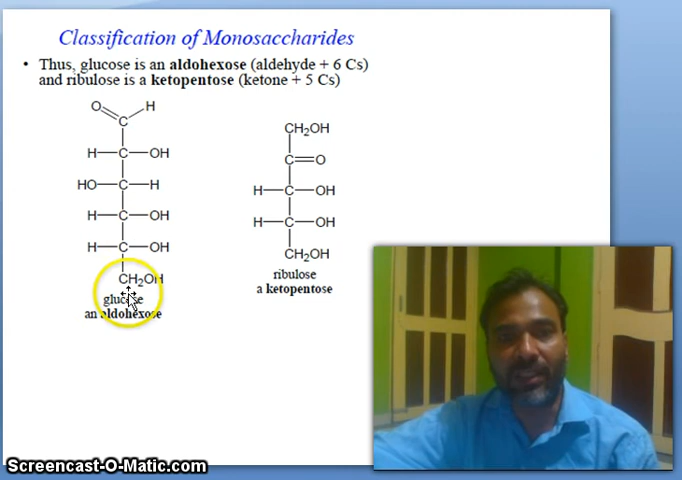 Classification of Monosaccharides
• Thus, glucose is an aldohexose (aldehyde + 6 Cs)
and ribulose is a ketopentose (ketone + 5 Cs)
O H
C
H C OH
HO C H
H C OH
H C OH
CH2OH
glucose
an aldohexose
CH2OH
C O
H C OH
H C OH
CH2OH
ribulose
a ketopentose
Screencast-O-Matic.com